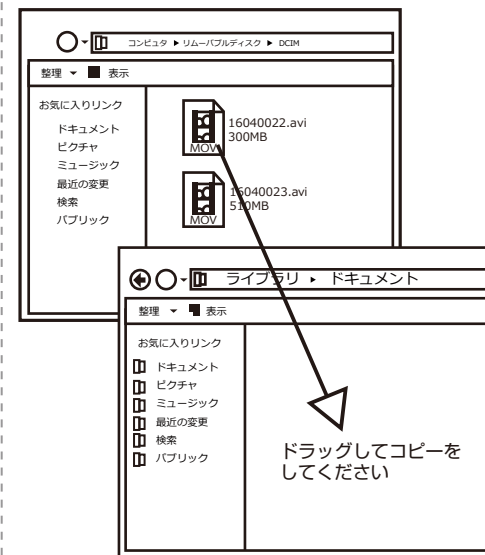 コンピュタ ▶ リムーバブルディスク ▶ DCIM
整理 ▼ ■ 表示
お気に入りリンク
ドキュメント
ピクチャ
ミュージック
最近の変更
検索
パブリック
MOV
16040022.avi
300MB
MOV
16040023.avi
510MB
ライブラリ ▶ ドキュメント
整理 ▼ 表示
お気に入りリンク
ドキュメント
ピクチャ
ミュージック
最近の変更
検索
パブリック
ドラッグしてコピーを
してください